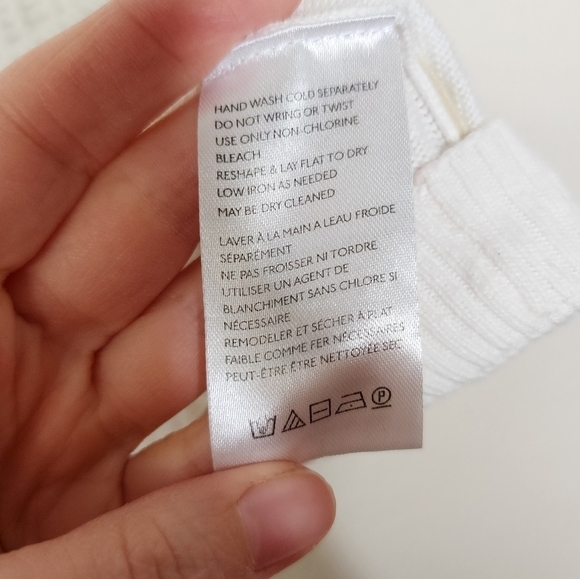 HAND WASH COLD SEPARATELY
DO NOT WRING OR TWIST
USE ONLY NON-CHLORINE
BLEACH
RESHAPE & LAY FLAT TO DRY
LOW IRON AS NEEDED
MAY BE DRY CLEANED
LAVER À LA MAIN A LEAU FROIDE
SÉPARÉMENT
NE PAS FROISSER NI TORDRE
UTILISER UN AGENT DE
BLANCHIMENT SANS CHLORE SI
NÉCESSAIRE
REMODELER ET SÉCHER À PLAT
FAIBLE COMME FER NÉCESSAIRES
PEUT-ÊTRE ÊTRE NETTOYÉE SEC
P